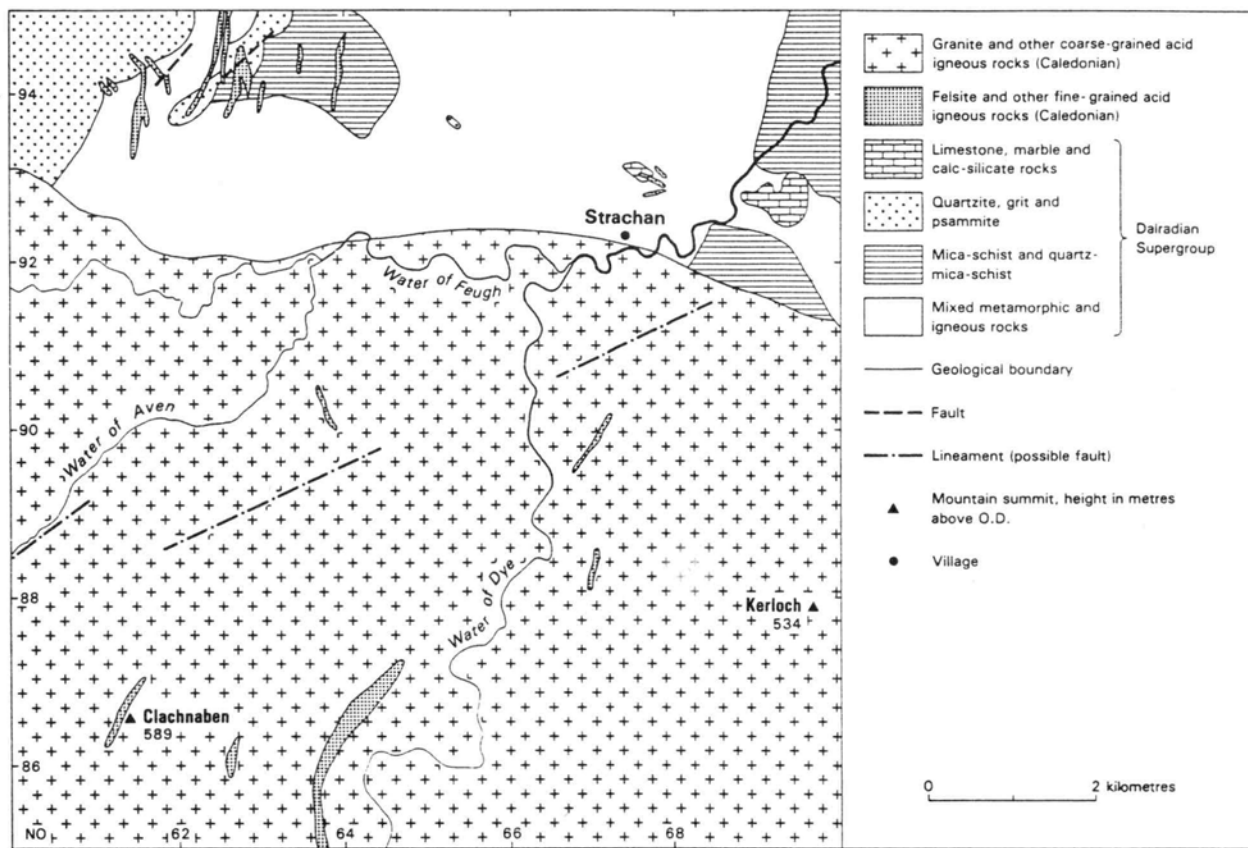 94
92
90
88
86
NO
62
64
66
68
Strachan
Water of Feugh
Water of Aven
Water of Dye
Kerloch
534
Clachnaben
589
Granite and other coarse-grained acid
igneous rocks (Caledonian)
Felsite and other fine-grained acid
igneous rocks (Caledonian)
Limestone, marble and
calc-silicate rocks
Quartzite, grit and
psammite
Mica-schist and quartz-
mica-schist
Mixed metamorphic and
igneous rocks
Dalradian
Supergroup
Geological boundary
Fault
Lineament (possible fault)
Mountain summit, height in metres
above O.D.
Village
0 2 kilometres